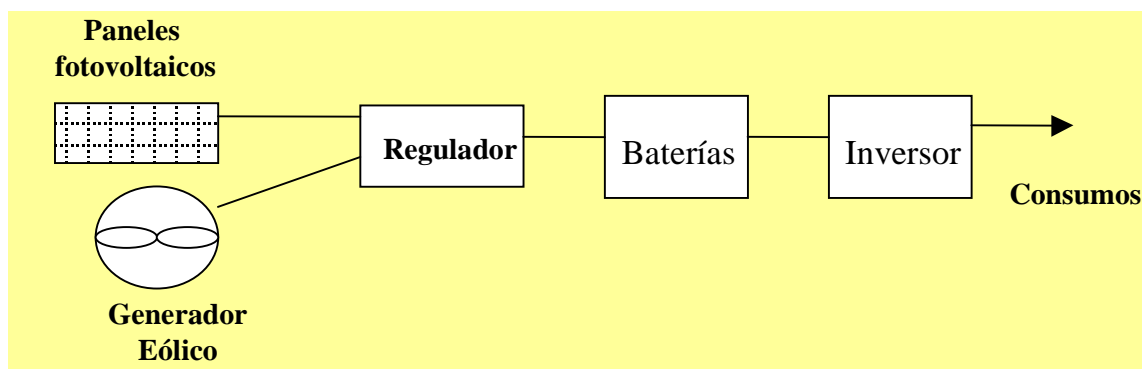 Paneles
fotovoltaicos
Regulador
Baterías
Inversor
Consumos
Generador
Eólico